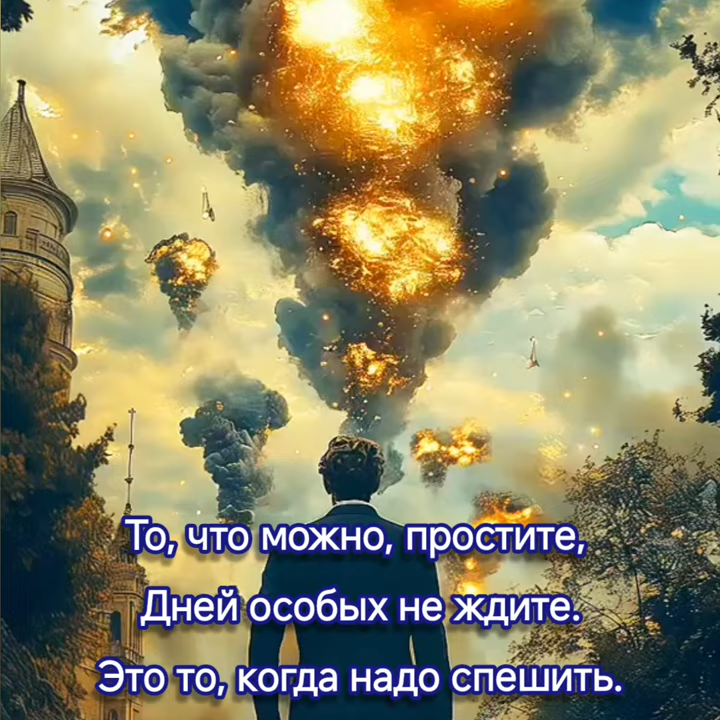 То, что можно, простите,
Дней особых не ждите.
Это то, когда надо спешить.